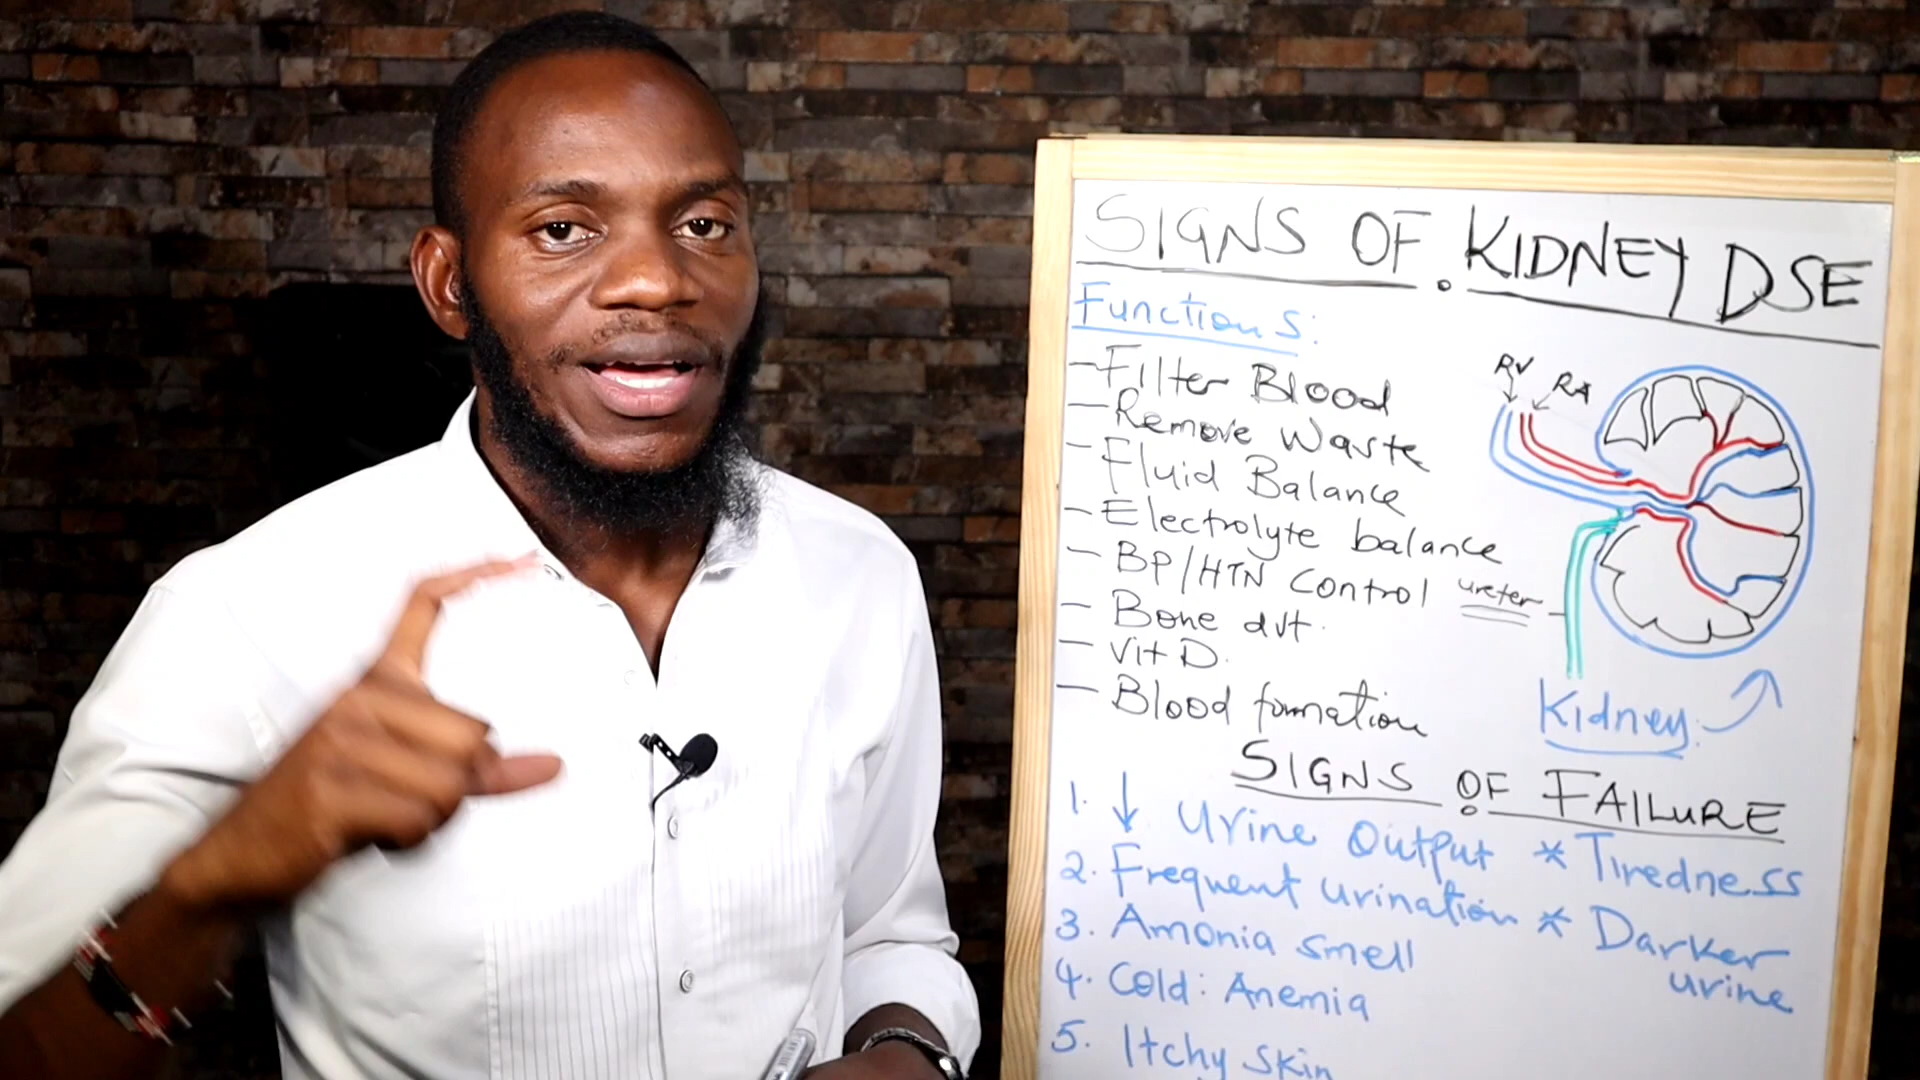 SIGNS OF KIDNEY DSE
Functions:
- Filter Blood
- Remove Waste
- Fluid Balance
- Electrolyte balance
- BP/HTN Control
- Bone dvt.
- Vit D.
- Blood formation
RV
RA
ureter
Kidney
SIGNS OF FAILURE
1. ↓ Urine Output * Tiredness
2. Frequent urination * Darker urine
3. Amonia smell
4. Cold: Anemia
5. Itchy skin